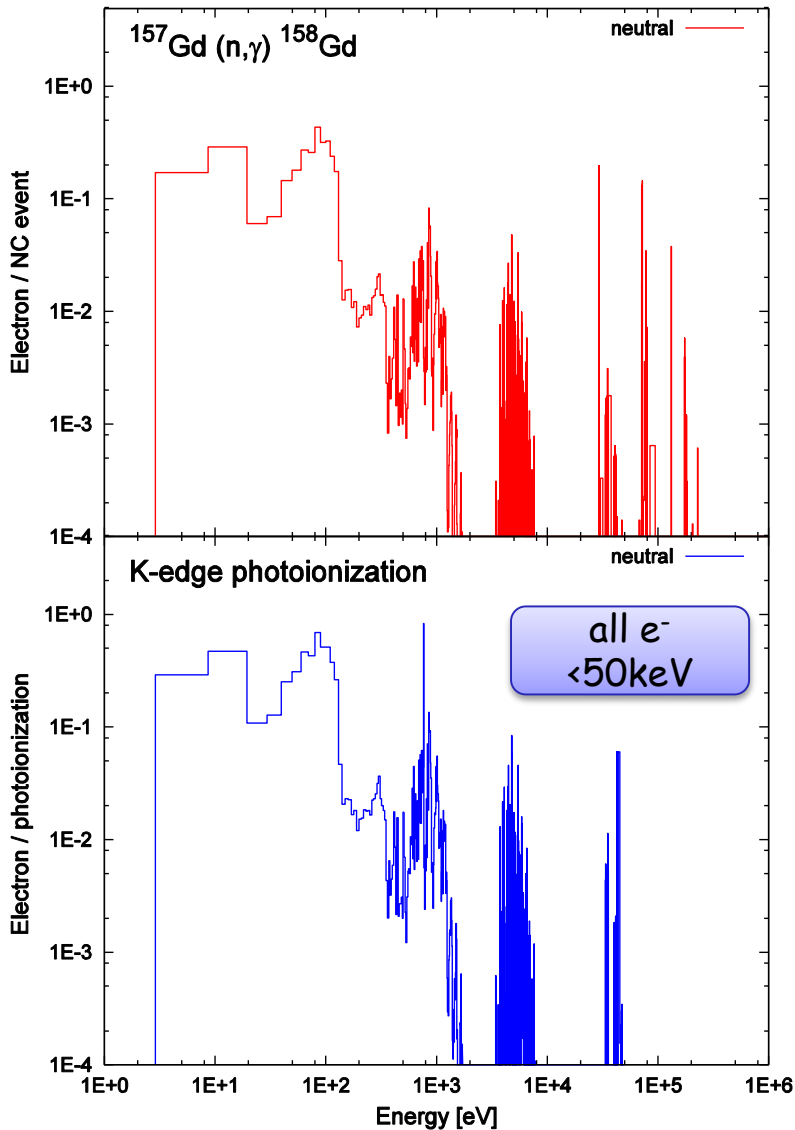 ¹⁵⁷Gd (n,γ) ¹⁵⁸Gd
neutral
Electron / NC event
1E+0
1E-1
1E-2
1E-3
1E-4
K-edge photoionization
neutral
all e⁻
<50keV
Electron / photoionization
1E+0
1E-1
1E-2
1E-3
1E-4
1E+0 1E+1 1E+2 1E+3 1E+4 1E+5 1E+6
Energy [eV]